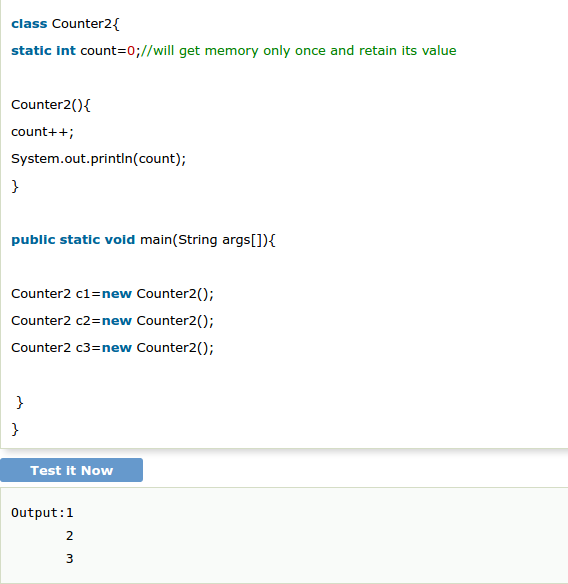 class Counter2{
static int count=0;//will get memory only once and retain its value
Counter2(){
count++;
System.out.println(count);
}
public static void main(String args[]){
Counter2 c1=new Counter2();
Counter2 c2=new Counter2();
Counter2 c3=new Counter2();
}
}
Test it Now
Output:1
2
3